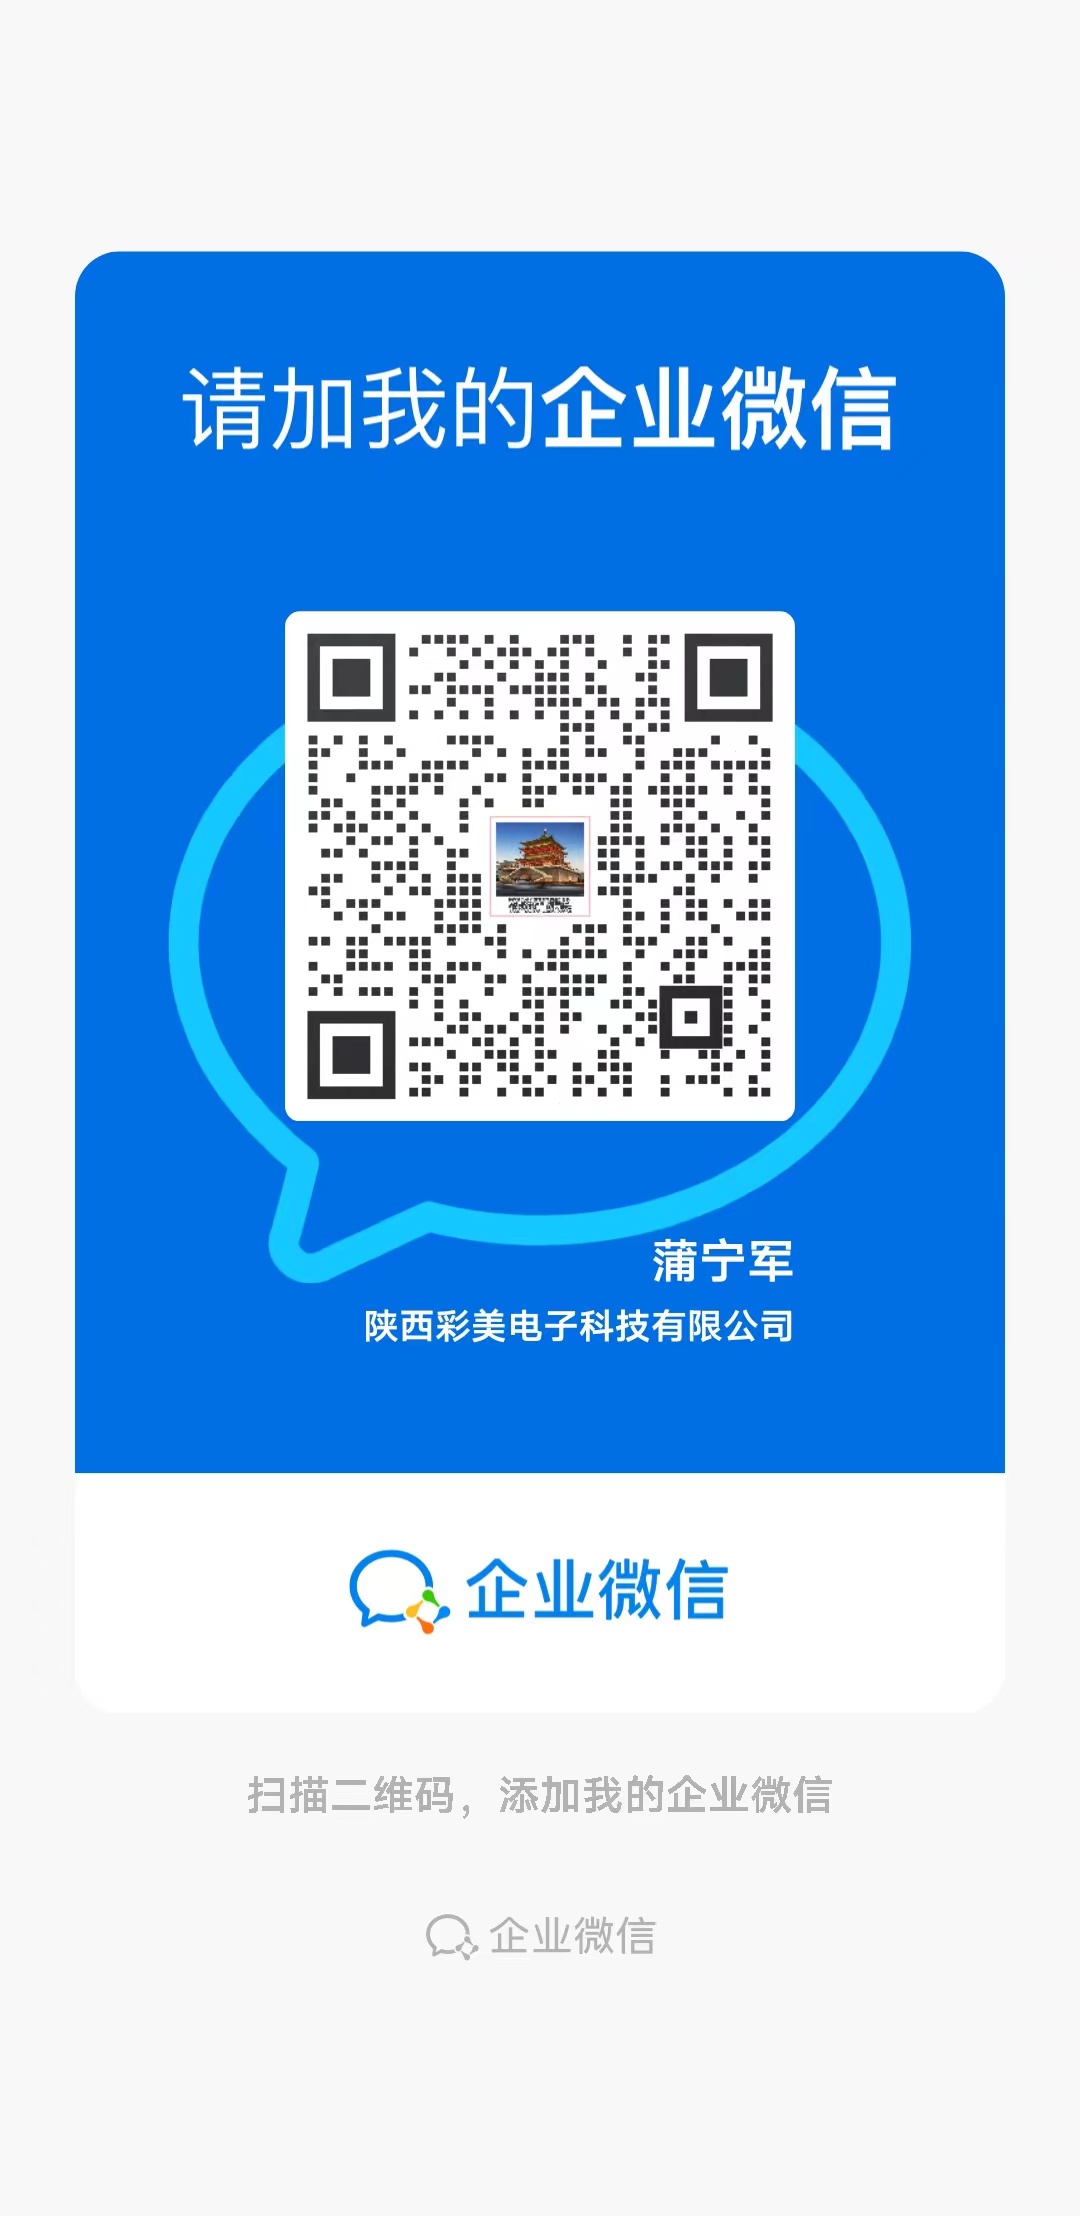 请加我的企业微信
蒲宁军
陕西彩美电子科技有限公司
企业微信
扫描二维码，添加我的企业微信
企业微信